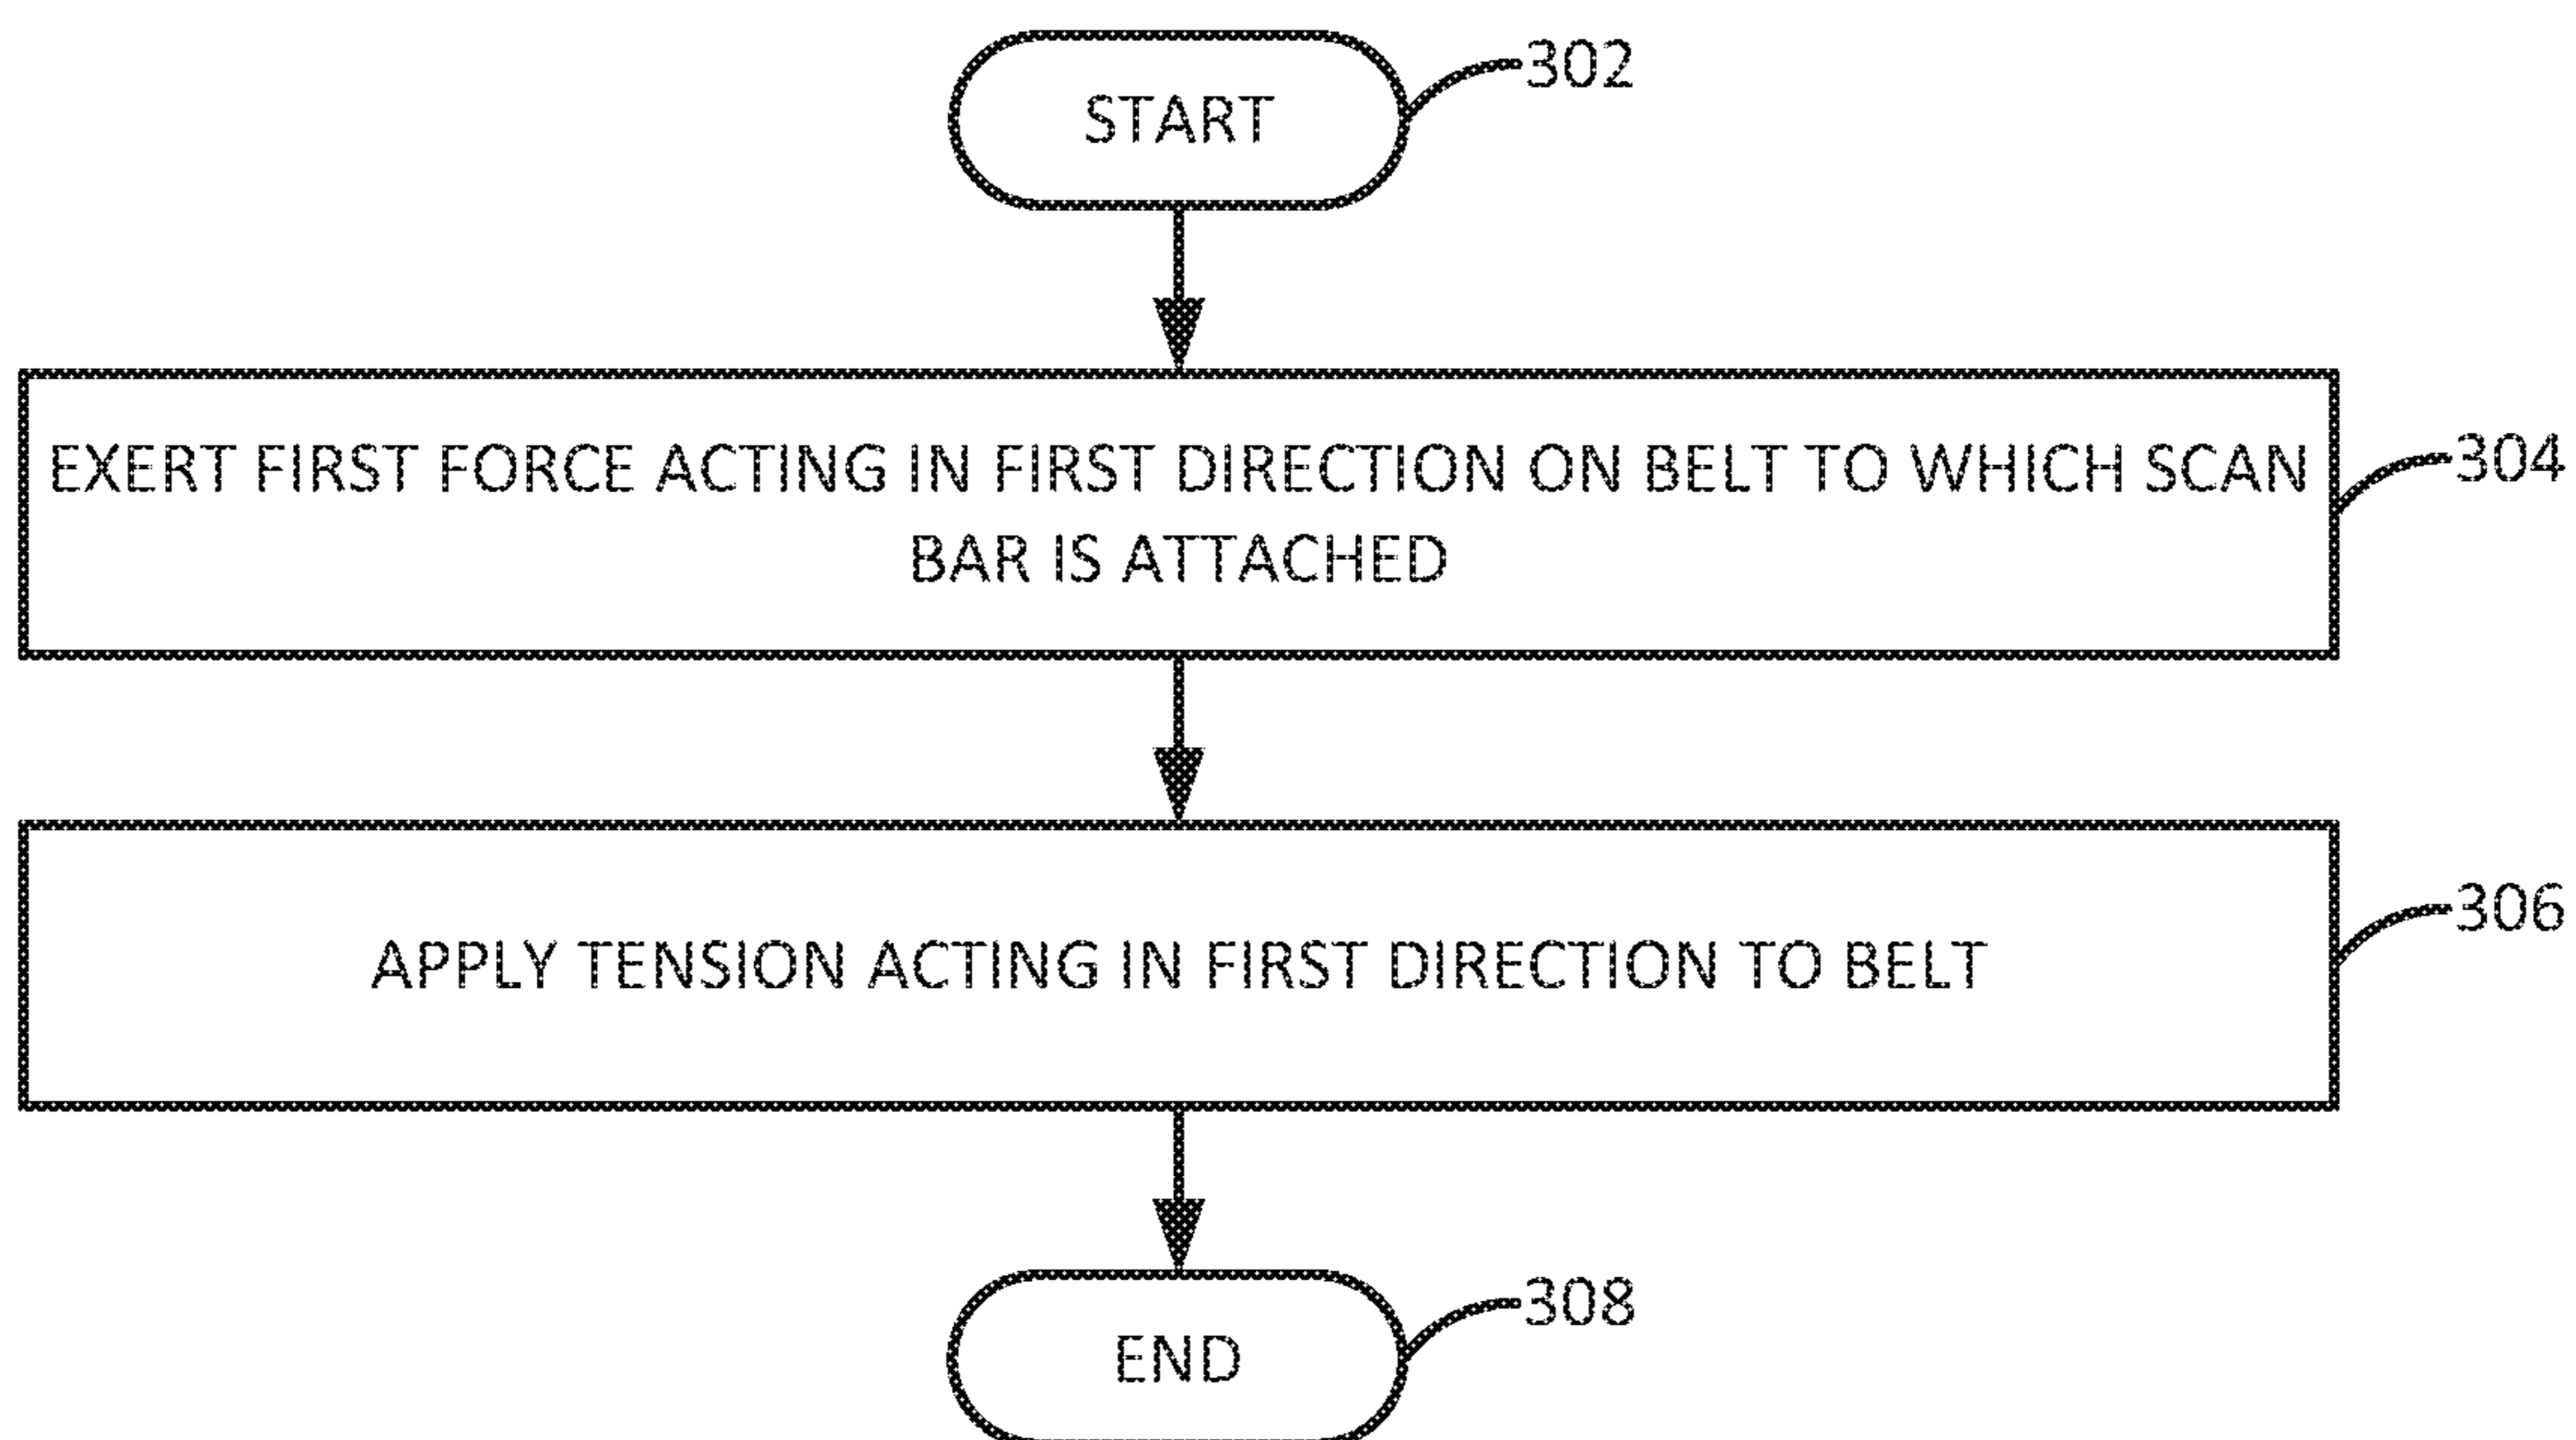 START
302
EXERT FIRST FORCE ACTING IN FIRST DIRECTION ON BELT TO WHICH SCAN
BAR IS ATTACHED
304
APPLY TENSION ACTING IN FIRST DIRECTION TO BELT
306
END
308